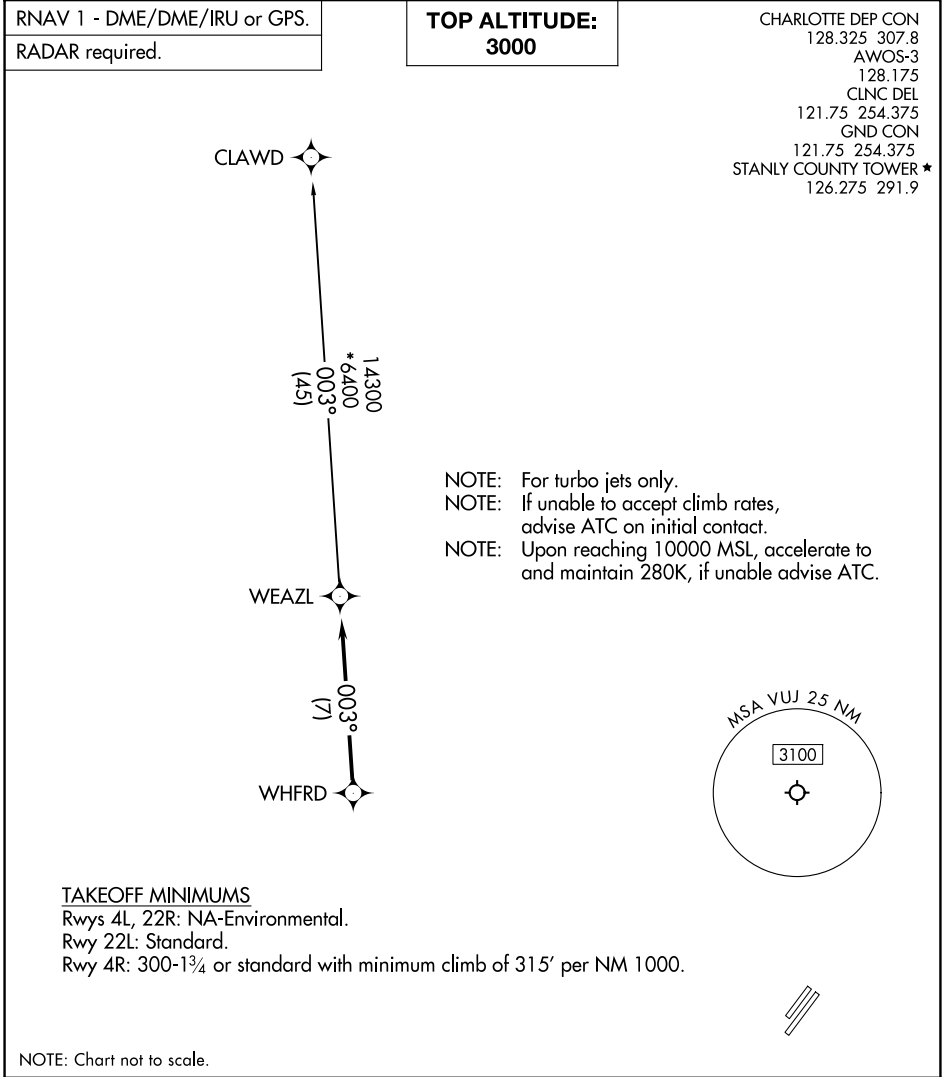 RNAV 1 - DME/DME/IRU or GPS.
RADAR required.
TOP ALTITUDE:
3000
CHARLOTTE DEP CON
128.325 307.8
AWOS-3
128.175
CLNC DEL
121.75 254.375
GND CON
121.75 254.375
STANLY COUNTY TOWER ★
126.275 291.9
CLAWD
14300
*6400
003°
(45)
NOTE: For turbo jets only.
NOTE: If unable to accept climb rates,
advise ATC on initial contact.
NOTE: Upon reaching 10000 MSL, accelerate to
and maintain 280K, if unable advise ATC.
WEAZL
003°
(7)
WHFRD
MSA VUJ 25 NM
3100
TAKEOFF MINIMUMS
Rwys 4L, 22R: NA-Environmental.
Rwy 22L: Standard.
Rwy 4R: 300-1¾ or standard with minimum climb of 315' per NM 1000.
NOTE: Chart not to scale.